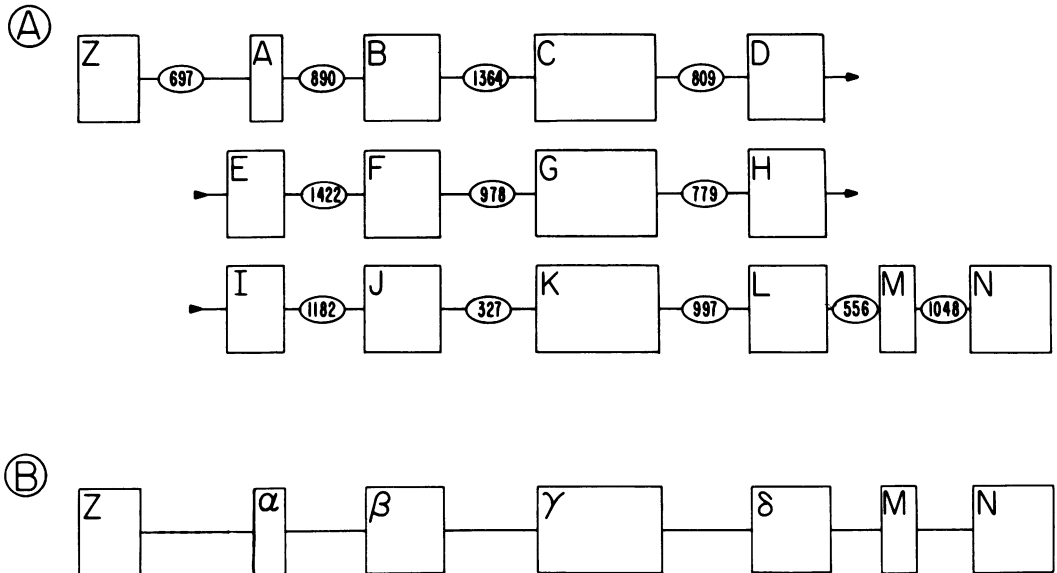 A
Z 697 A 890 B 1364 C 809 D
E 1422 F 978 G 779 H
I 1182 J 327 K 997 L 556 M 1048 N
B
Z α β γ δ M N